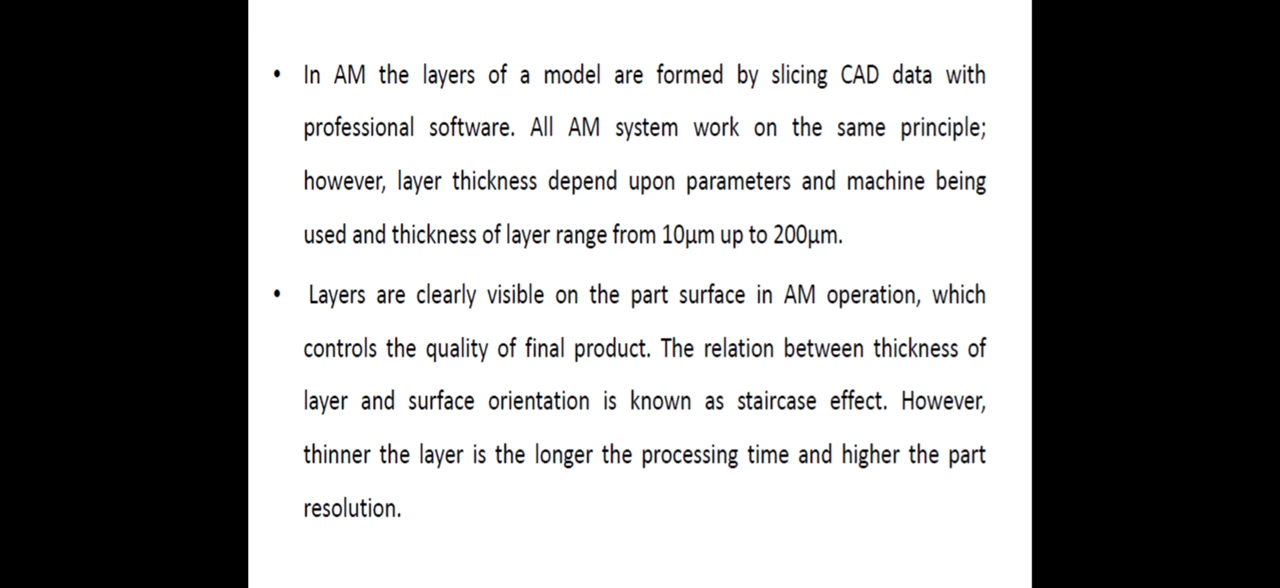 • In AM the layers of a model are formed by slicing CAD data with
professional software. All AM system work on the same principle;
however, layer thickness depend upon parameters and machine being
used and thickness of layer range from 10μm up to 200μm.
• Layers are clearly visible on the part surface in AM operation, which
controls the quality of final product. The relation between thickness of
layer and surface orientation is known as staircase effect. However,
thinner the layer is the longer the processing time and higher the part
resolution.